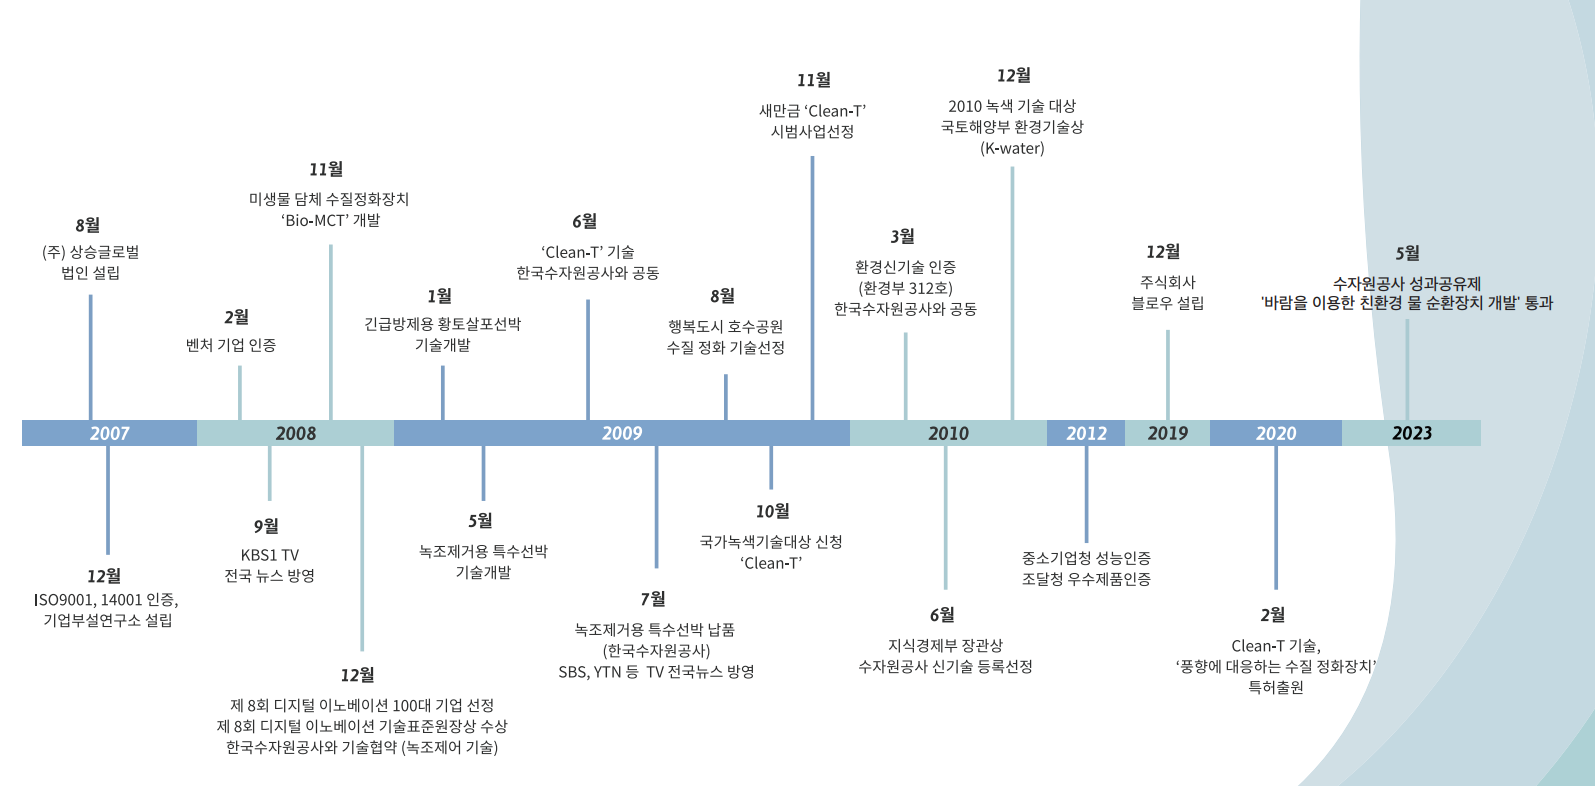 8월
(주) 상승글로벌
법인 설립
2월
벤처 기업 인증
11월
미생물 담체 수질정화장치
‘Bio-MCT’ 개발
1월
긴급방제용 황토살포선박
기술개발
6월
‘Clean-T’ 기술
한국수자원공사와 공동
8월
행복도시 호수공원
수질 정화 기술선정
11월
새만금 ‘Clean-T’
시범사업선정
3월
환경신기술 인증
(환경부 312호)
한국수자원공사와 공동
12월
2010 녹색 기술 대상
국토해양부 환경기술상
(K-water)
12월
주식회사
블로우 설립
5월
수자원공사 성과공유제
'바람을 이용한 친환경 물 순환장치 개발' 통과
2007
2008
2009
2010
2012
2019
2020
2023
12월
ISO9001, 14001 인증,
기업부설연구소 설립
9월
KBS1 TV
전국 뉴스 방영
12월
제 8회 디지털 이노베이션 100대 기업 선정
제 8회 디지털 이노베이션 기술표준원장상 수상
한국수자원공사와 기술협약 (녹조제어 기술)
5월
녹조제거용 특수선박
기술개발
7월
녹조제거용 특수선박 납품
(한국수자원공사)
SBS, YTN 등 TV 전국뉴스 방영
10월
국가녹색기술대상 신청
‘Clean-T’
6월
지식경제부 장관상
수자원공사 신기술 등록선정
중소기업청 성능인증
조달청 우수제품인증
2월
Clean-T 기술,
‘풍향에 대응하는 수질 정화장치’
특허출원